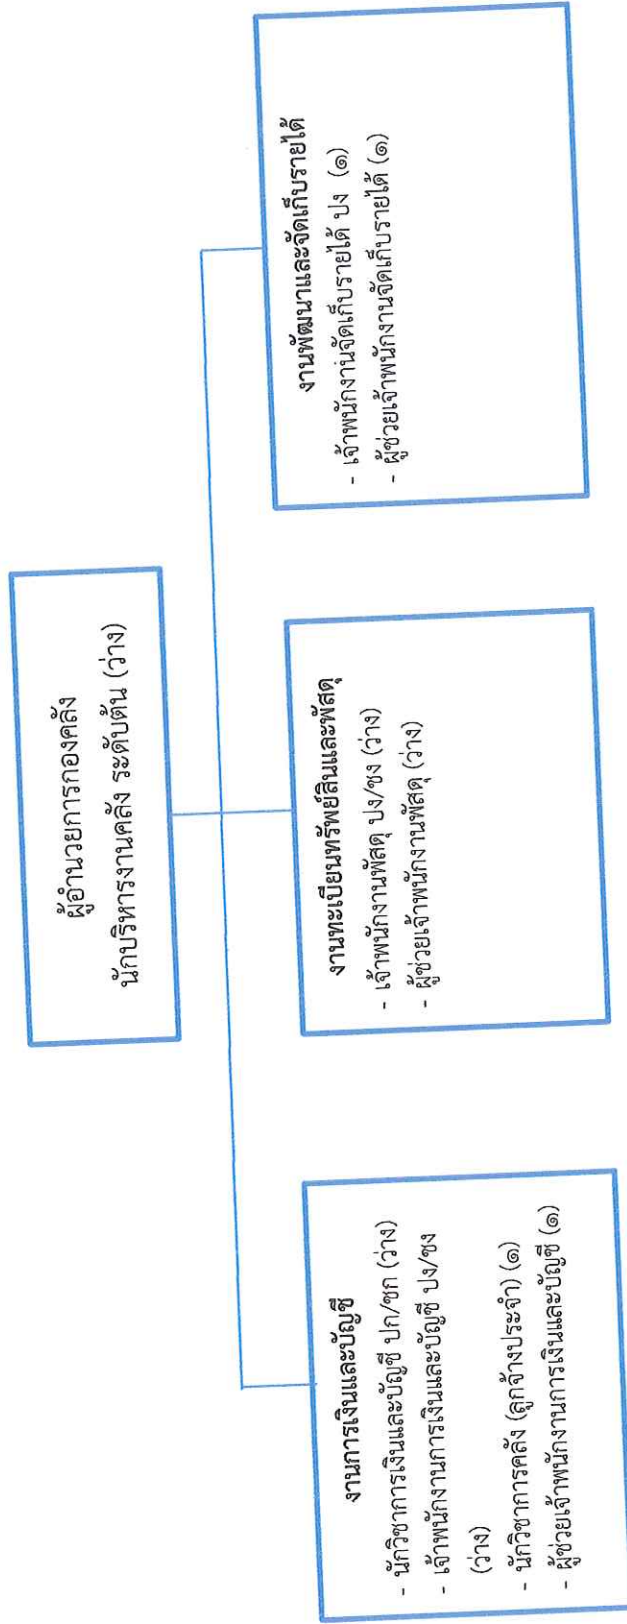 ผู้อำนวยการกองคลัง
นักบริหารงานคลัง ระดับต้น (ว่าง)
งานการเงินและบัญชี
- นักวิชาการเงินและบัญชี ปก/ชก (ว่าง)
- เจ้าพนักงานการเงินและบัญชี ปง/ชง
(ว่าง)
- นักวิชาการคลัง (ลูกจ้างประจำ) (๑)
- ผู้ช่วยเจ้าพนักงานการเงินและบัญชี (๑)
งานทะเบียนทรัพย์สินและพัสดุ
- เจ้าพนักงานพัสดุ ปง/ชง (ว่าง)
- ผู้ช่วยเจ้าพนักงานพัสดุ (ว่าง)
งานพัฒนาและจัดเก็บรายได้
- เจ้าพนักงานจัดเก็บรายได้ ปง (๑)
- ผู้ช่วยเจ้าพนักงานจัดเก็บรายได้ (๑)